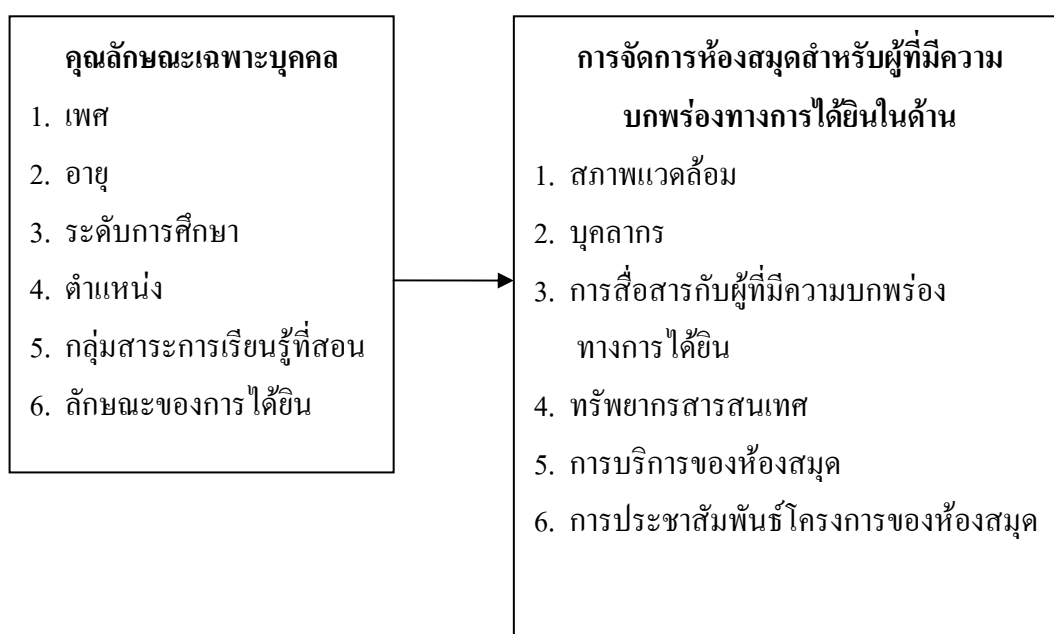 คุณลักษณะเฉพาะบุคคล
1. เพศ
2. อายุ
3. ระดับการศึกษา
4. ตำแหน่ง
5. กลุ่มสาระการเรียนรู้ที่สอน
6. ลักษณะของการได้ยิน
การจัดการห้องสมุดสำหรับผู้ที่มีความ
บกพร่องทางการได้ยินในด้าน
1. สภาพแวดล้อม
2. บุคลากร
3. การสื่อสารกับผู้ที่มีความบกพร่อง
ทางการได้ยิน
4. ทรัพยากรสารสนเทศ
5. การบริการของห้องสมุด
6. การประชาสัมพันธ์โครงการของห้องสมุด